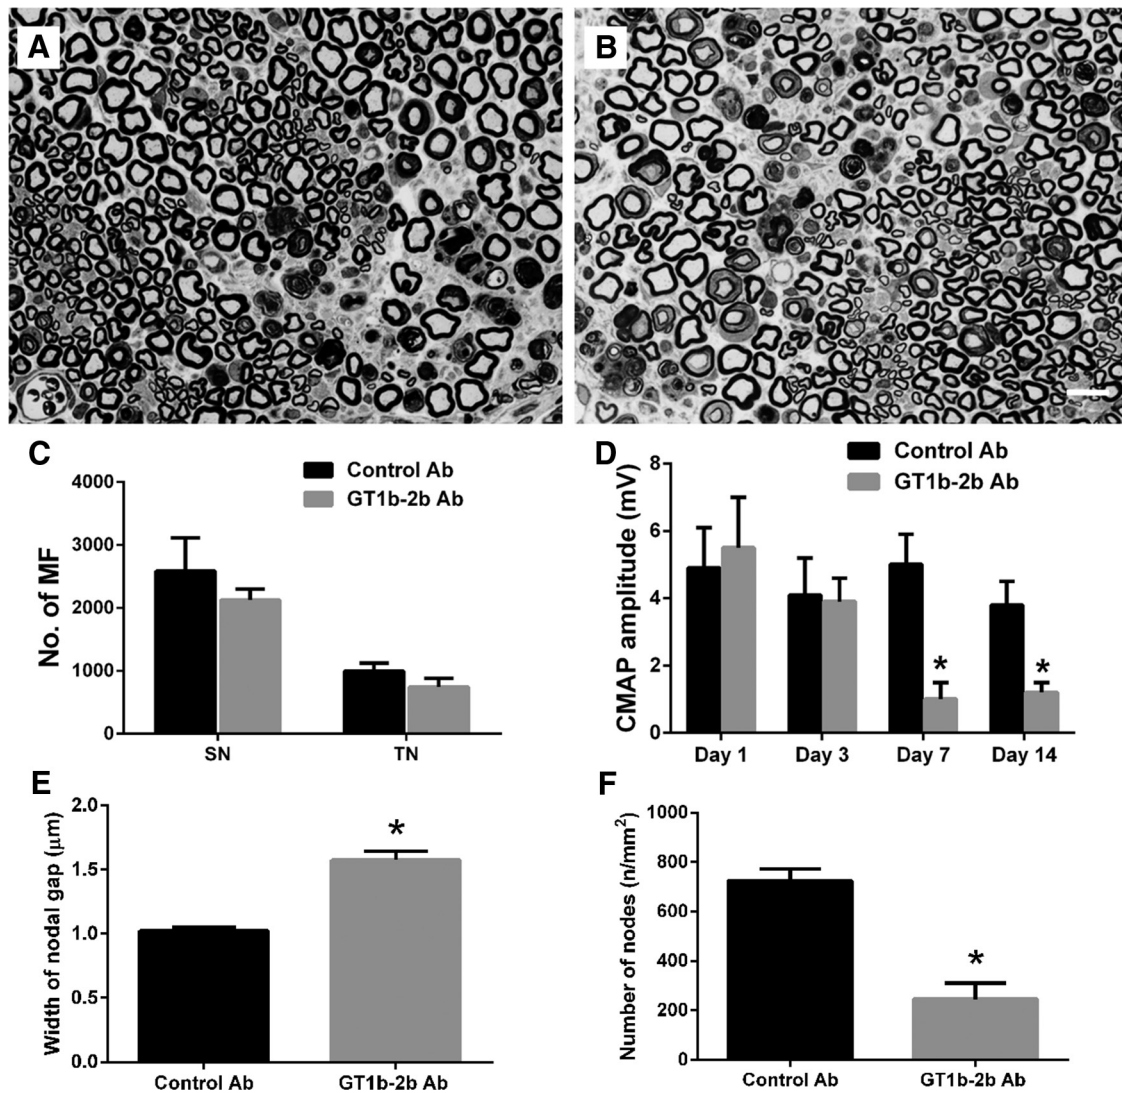 A
B
C
Control Ab
GT1b-2b Ab
No. of MF
4000
3000
2000
1000
0
SN
TN
D
Control Ab
GT1b-2b Ab
CMAP amplitude (mV)
8
6
4
2
0
*
*
Day 1
Day 3
Day 7
Day 14
E
Width of nodal gap (μm)
2.0
1.5
1.0
0.5
0.0
*
Control Ab
GT1b-2b Ab
F
Number of nodes (n/mm²)
1000
800
600
400
200
0
*
Control Ab
GT1b-2b Ab